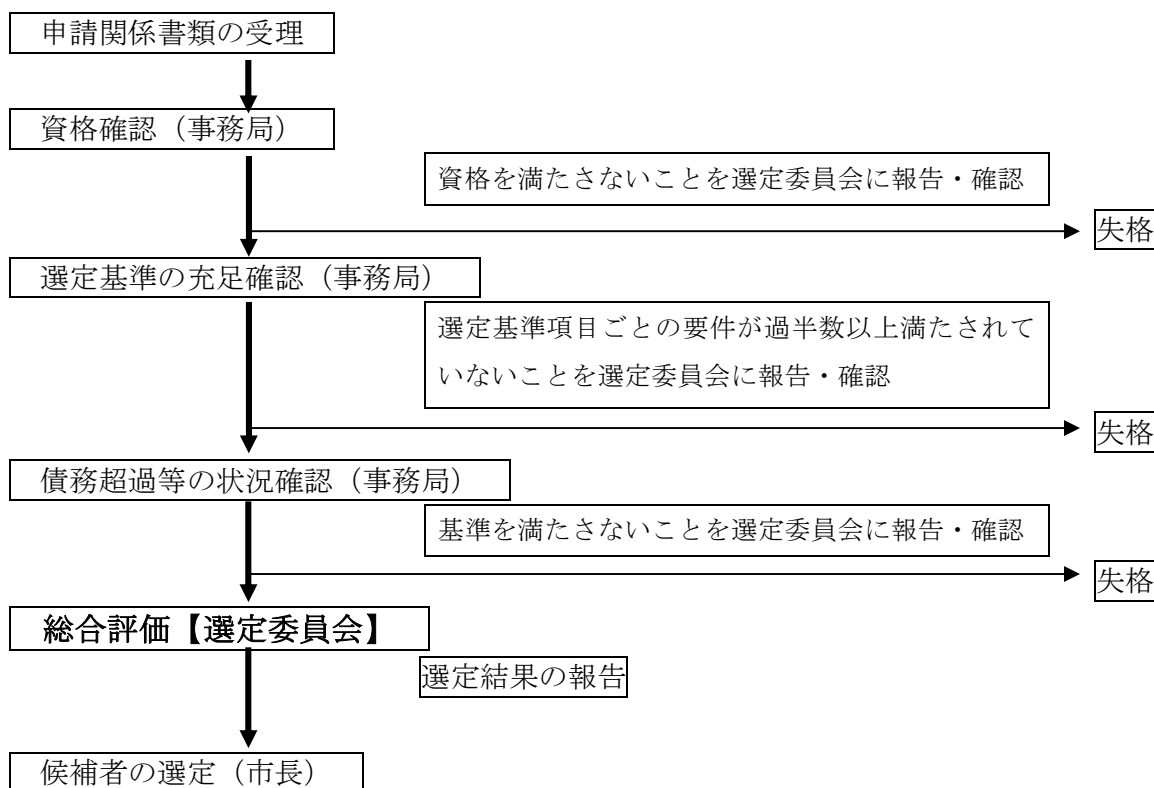 申請関係書類の受理
資格確認（事務局）
資格を満たさないことを選定委員会に報告・確認
失格
選定基準の充足確認（事務局）
選定基準項目ごとの要件が過半数以上満たされて
いないことを選定委員会に報告・確認
失格
債務超過等の状況確認（事務局）
基準を満たさないことを選定委員会に報告・確認
失格
総合評価【選定委員会】
選定結果の報告
候補者の選定（市長）